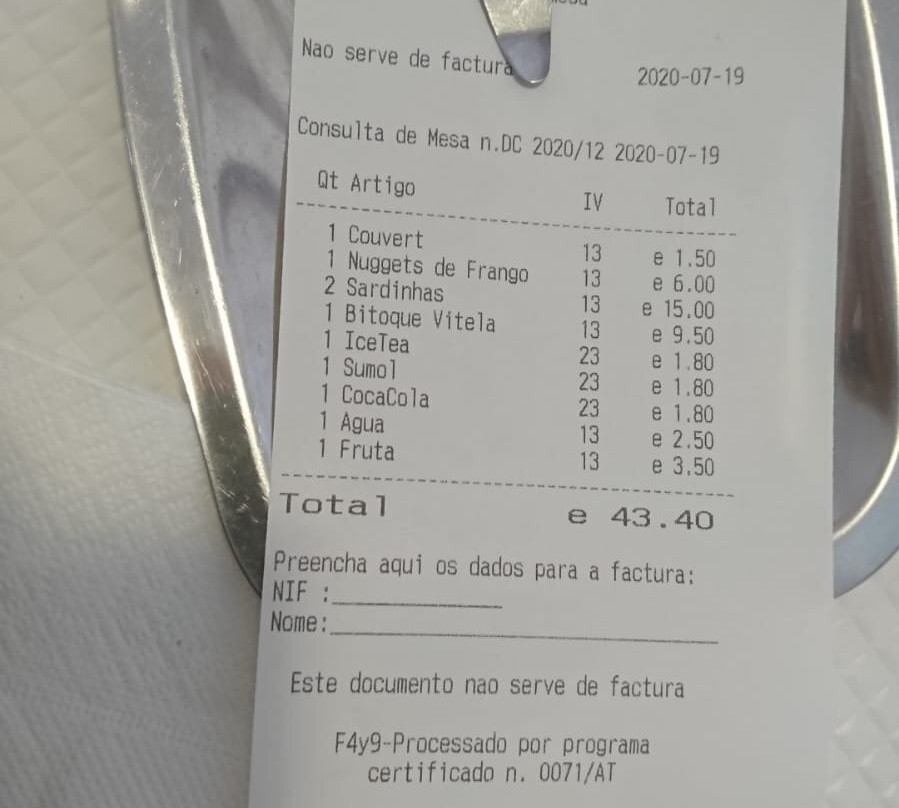 Nao serve de factura 2020-07-19
Consulta de Mesa n.DC 2020/12 2020-07-19
Qt Artigo IV Total
1 Couvert 13 e 1.50
1 Nuggets de Frango 13 e 6.00
2 Sardinhas 13 e 15.00
1 Bitoque Vitela 13 e 9.50
1 IceTea 23 e 1.80
1 Sumol 23 e 1.80
1 CocaCola 23 e 1.80
1 Agua 13 e 2.50
1 Fruta 13 e 3.50
Total e 43.40
Preencha aqui os dados para a factura:
NIF :
Nome:
Este documento nao serve de factura
F4y9-Processado por programa
certificado n. 0071/AT